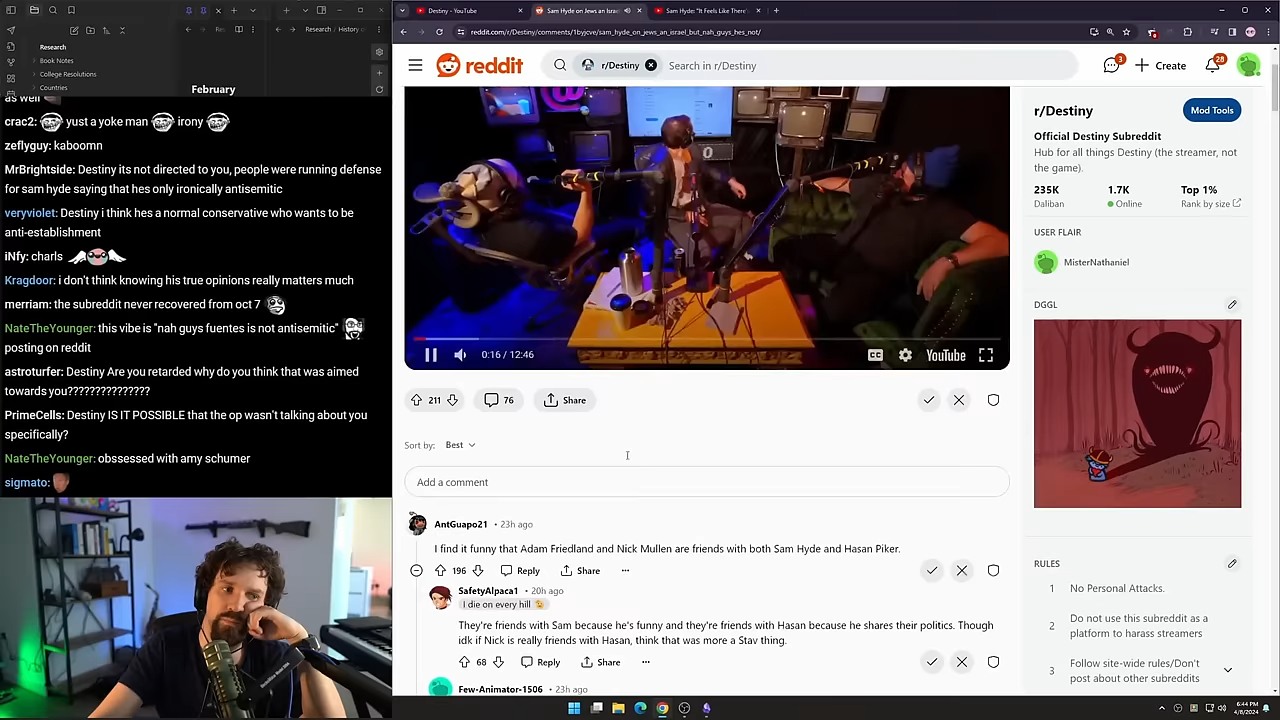 Destiny - YouTube
Sam Hyde on Jews an Israel
Sam Hyde: "It Feels Like There'
reddit.com/r/Destiny/comments/1byjcve/sam_hyde_on_jews_an_israel_but_nah_guys_hes_not/
Research / History
Research
Book Notes
College Resolutions
Countries
February
as well
crac2: yust a yoke man irony
zeflyguy: kaboomn
MrBrightside: Destiny its not directed to you, people were running defense
for sam hyde saying that hes only ironically antisemitic
veryviolet: Destiny i think hes a normal conservative who wants to be
anti-establishment
iNfy: charls
Kragdoor: i don't think knowing his true opinions really matters much
merriam: the subreddit never recovered from oct 7
NateTheYounger: this vibe is "nah guys fuentes is not antisemitic"
posting on reddit
astroturfer: Destiny Are you retarded why do you think that was aimed
towards you???????????????
PrimeCells: Destiny IS IT POSSIBLE that the op wasn't talking about you
specifically?
NateTheYounger: obssessed with amy schumer
sigmato:
reddit
r/Destiny
Search in r/Destiny
3
Create
28
0:16 / 12:46
CC
YouTube
211
76
Share
Sort by:
Best
Add a comment
AntGuapo21 • 23h ago
I find it funny that Adam Friedland and Nick Mullen are friends with both Sam Hyde and Hasan Piker.
196
Reply
Share
SafetyAlpaca1 • 20h ago
I die on every hill
They're friends with Sam because he's funny and they're friends with Hasan because he shares their politics. Though
idk if Nick is really friends with Hasan, think that was more a Stav thing.
68
Reply
Share
Few-Animator-1506 • 23h ago
r/Destiny
Mod Tools
Official Destiny Subreddit
Hub for all things Destiny (the streamer, not
the game).
235K
1.7K
Top 1%
Daliban
Online
Rank by size
USER FLAIR
MisterNathaniel
DGGL
RULES
1 No Personal Attacks.
2 Do not use this subreddit as a
platform to harass streamers
3 Follow site-wide rules/Don't
post about other subreddits
6:44 PM
4/8/2024